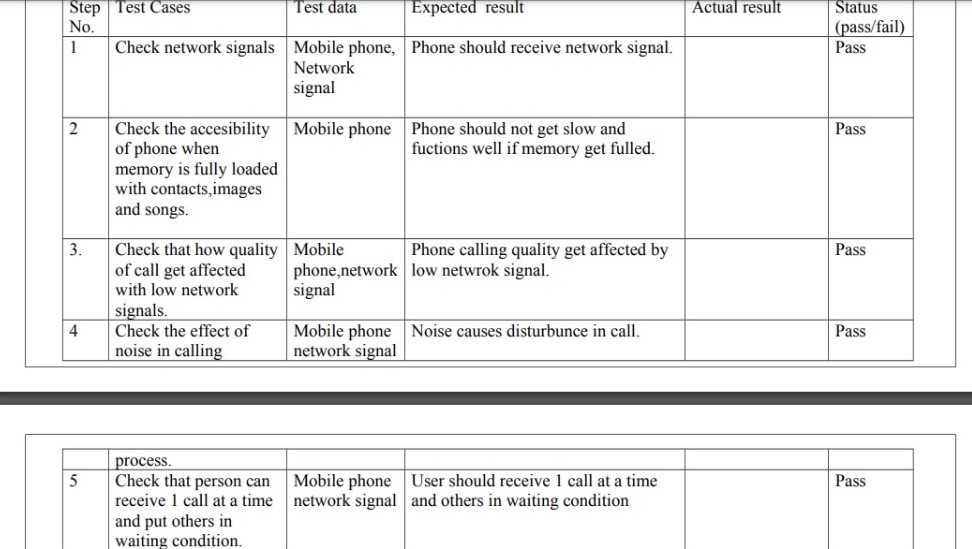 Step Test Cases Test data Expected result Actual result Status
No. (pass/fail)
1 Check network signals Mobile phone, Phone should receive network signal. Pass
Network
signal
2 Check the accesibility Mobile phone Phone should not get slow and Pass
of phone when fuctions well if memory get fulled.
memory is fully loaded
with contacts,images
and songs.
3. Check that how quality Mobile Phone calling quality get affected by Pass
of call get affected phone,network low netwrok signal.
with low network signal
signals.
4 Check the effect of Mobile phone Noise causes disturbunce in call. Pass
noise in calling network signal
process.
5 Check that person can Mobile phone User should receive 1 call at a time Pass
receive 1 call at a time network signal and others in waiting condition
and put others in
waiting condition.